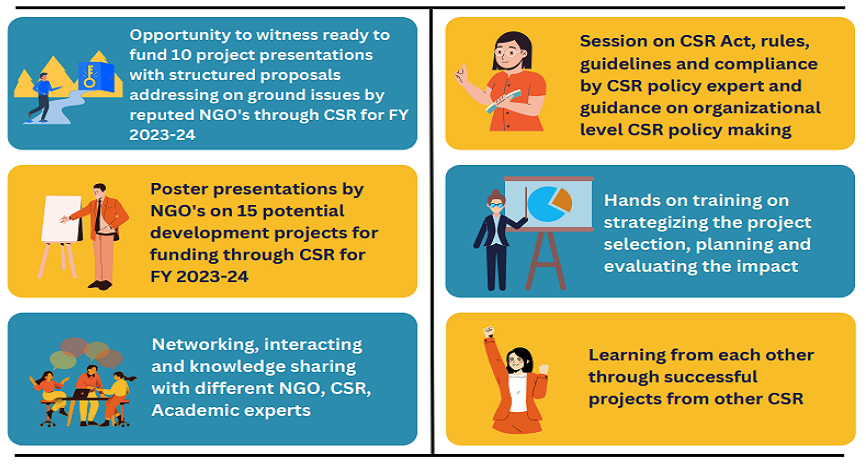 Opportunity to witness ready to
fund 10 project presentations
with structured proposals
addressing on ground issues by
reputed NGO's through CSR for FY
2023-24
Poster presentations by
NGO's on 15 potential
development projects for
funding through CSR for
FY 2023-24
Networking, interacting
and knowledge sharing
with different NGO, CSR,
Academic experts
Session on CSR Act, rules,
guidelines and compliance
by CSR policy expert and
guidance on organizational
level CSR policy making
Hands on training on
strategizing the project
selection, planning and
evaluating the impact
Learning from each other
through successful
projects from other CSR